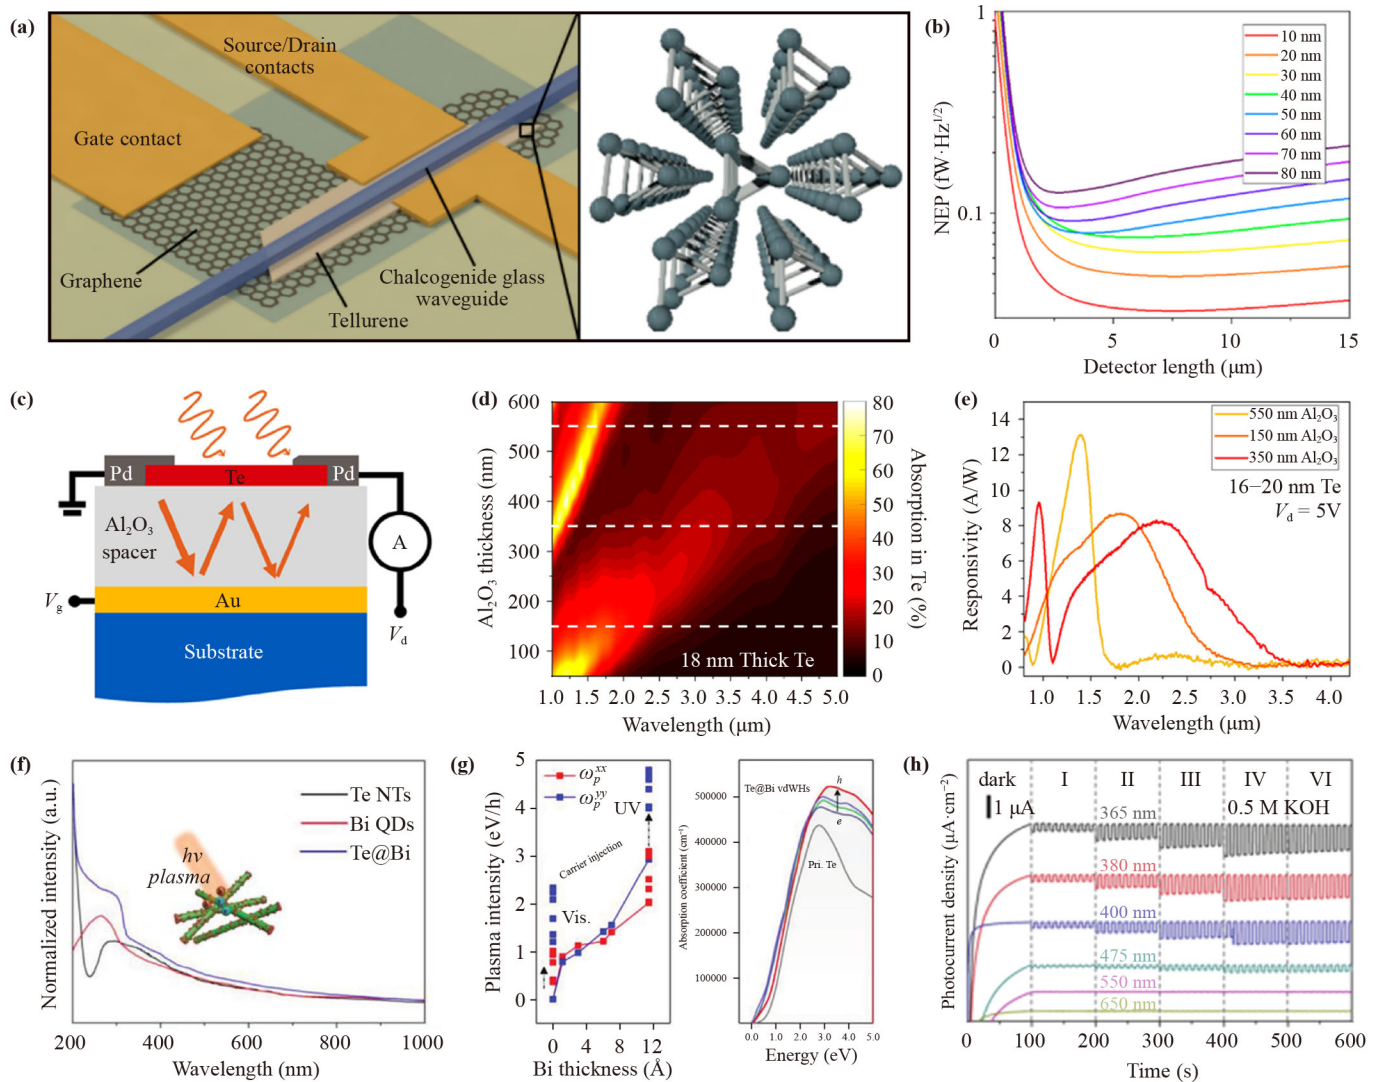 (a)
Source/Drain
contacts
Gate contact
Graphene
Tellurene
Chalcogenide glass
waveguide
(b)
NEP (fW·Hz^1/2)
1
0.1
10 nm
20 nm
30 nm
40 nm
50 nm
60 nm
70 nm
80 nm
0 5 10 15
Detector length (μm)
(c)
Pd Te Pd
Al₂O₃
spacer
A
Au
V_g
V_d
Substrate
(d)
Al₂O₃ thickness (nm)
600
500
400
300
200
100
18 nm Thick Te
1.0 1.5 2.0 2.5 3.0 3.5 4.0 4.5 5.0
Wavelength (μm)
80
70
60
50
40
30
20
10
0
Absorption in Te (%)
(e)
Responsivity (A/W)
14
12
10
8
6
4
2
0
550 nm Al₂O₃
150 nm Al₂O₃
350 nm Al₂O₃
16−20 nm Te
V_d = 5V
1.0 1.5 2.0 2.5 3.0 3.5 4.0
Wavelength (μm)
(f)
Normalized intensity (a.u.)
Te NTs
Bi QDs
Te@Bi
hv
plasma
200 400 600 800 1000
Wavelength (nm)
(g)
Plasma intensity (eV/h)
5
4
3
2
1
0
ω_p^xx
ω_p^yy
UV
Carrier injection
Vis.
0 4 8 12
Bi thickness (Å)
Absorption coefficient (cm⁻¹)
500000
400000
300000
200000
100000
Te@Bi vdWHs
h
e
Pri. Te
0.0 1.0 2.0 3.0 4.0 5.0
Energy (eV)
(h)
Photocurrent density (μA·cm⁻²)
dark I II III IV VI
1 μA
365 nm
0.5 M KOH
380 nm
400 nm
475 nm
550 nm
650 nm
0 100 200 300 400 500 600
Time (s)